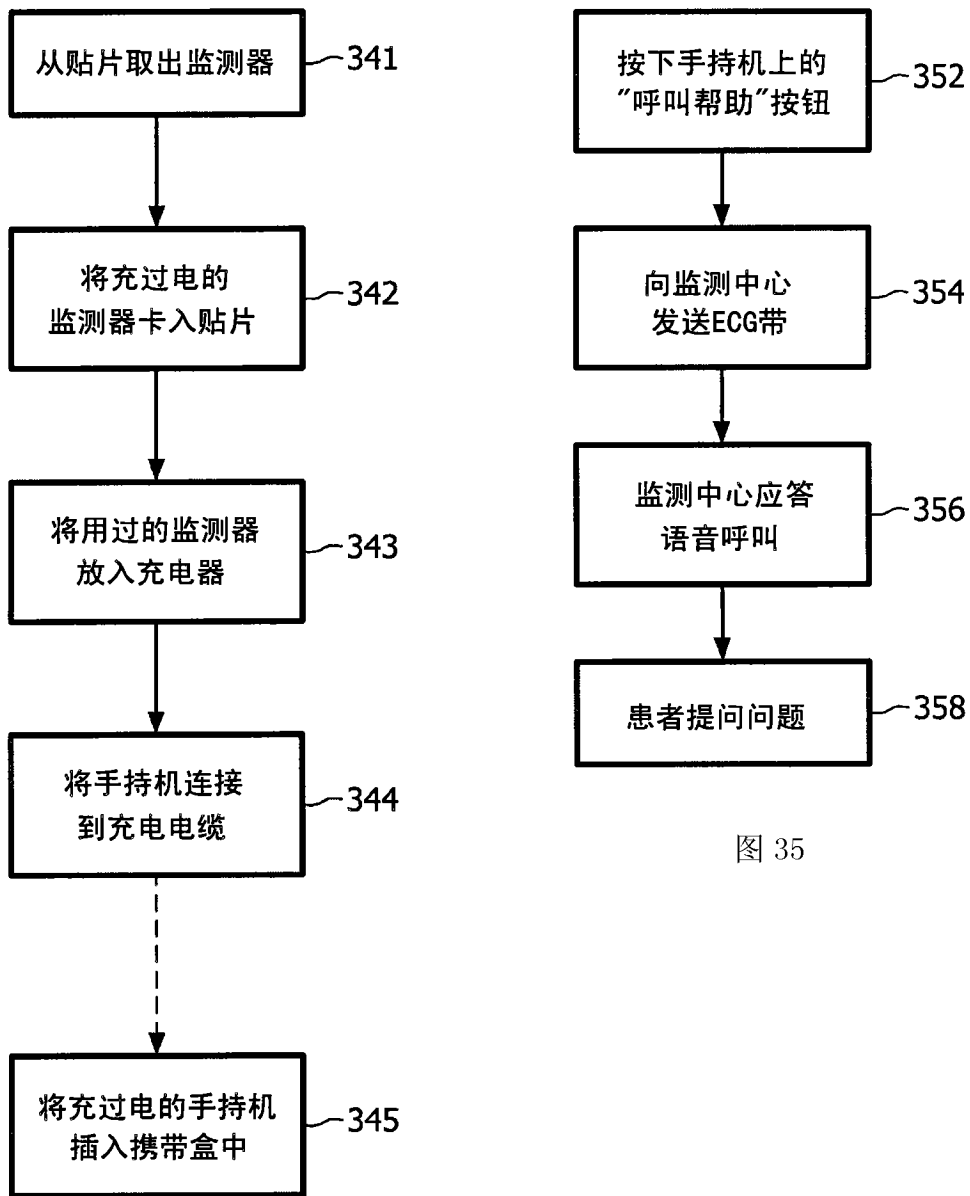 从贴片取出监测器
341
将充过电的
监测器卡入贴片
342
将用过的监测器
放入充电器
343
将手持机连接
到充电电缆
344
将充过电的手持机
插入携带盒中
345
按下手持机上的
"呼叫帮助"按钮
352
向监测中心
发送ECG带
354
监测中心应答
语音呼叫
356
患者提问问题
358
图 35